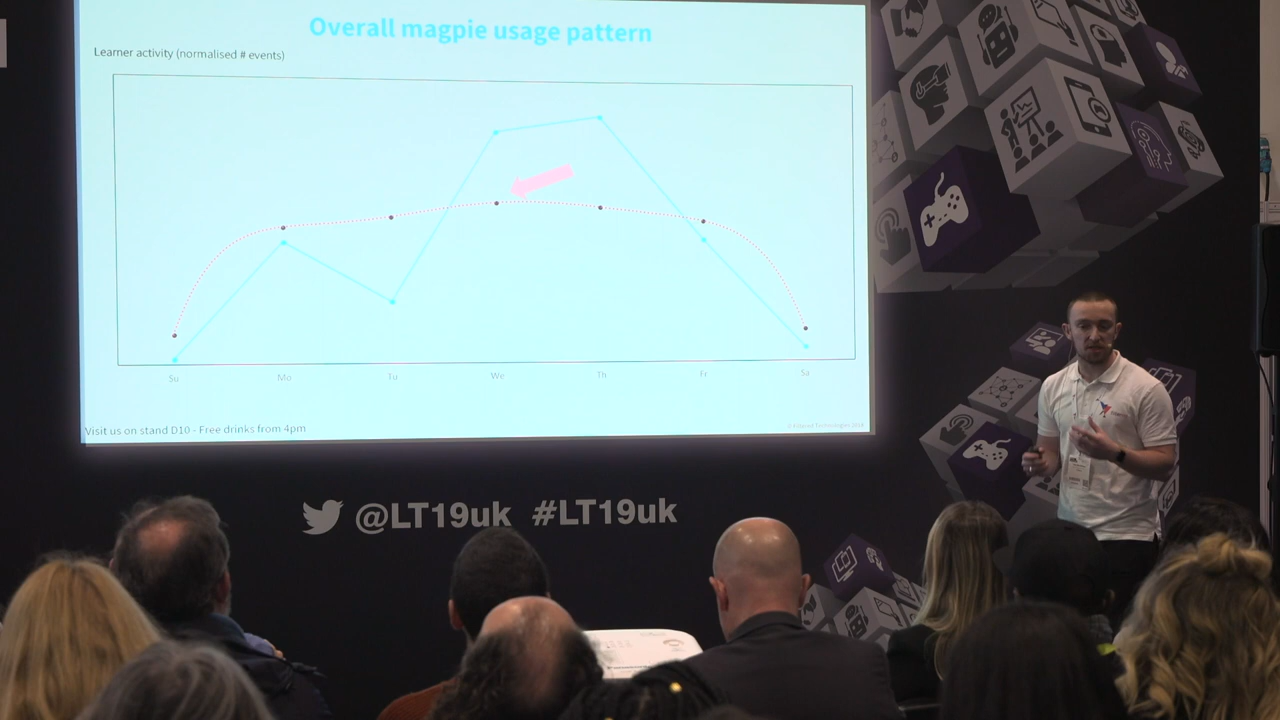 Overall magpie usage pattern
Learner activity (normalised # events)
Su Mo Tu We Th Fr Sa
Visit us on stand D10 - Free drinks from 4pm
@LT19uk #LT19uk